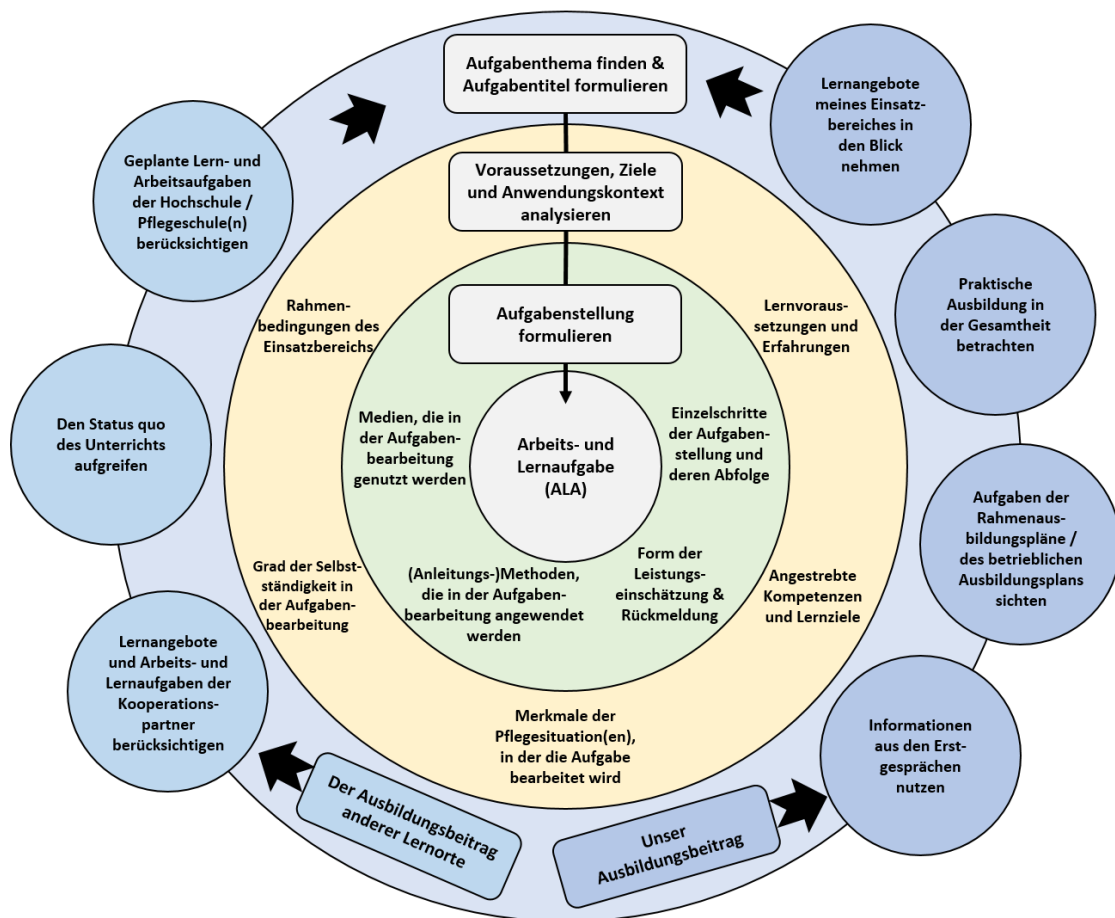 Aufgabenthema finden &
Aufgabentitel formulieren
Voraussetzungen, Ziele
und Anwendungskontext
analysieren
Aufgabenstellung
formulieren
Arbeits- und
Lernaufgabe
(ALA)
Geplante Lern- und
Arbeitsaufgaben
der Hochschule /
Pflegeschule(n)
berücksichtigen
Den Status quo
des Unterrichts
aufgreifen
Lernangebote
und Arbeits- und
Lernaufgaben der
Kooperations-
partner
berücksichtigen
Der Ausbildungsbeitrag
anderer Lernorte
Lernangebote
meines Einsatz-
bereiches in
den Blick
nehmen
Praktische
Ausbildung in
der Gesamtheit
betrachten
Aufgaben der
Rahmenaus-
bildungspläne /
des betrieblichen
Ausbildungsplans
sichten
Informationen
aus den Erst-
gesprächen
nutzen
Unser
Ausbildungsbeitrag
Rahmen-
bedingungen des
Einsatzbereichs
Lernvoraus-
setzungen und
Erfahrungen
Grad der Selbst-
ständigkeit in
der Aufgaben-
bearbeitung
Angestrebte
Kompetenzen
und Lernziele
Merkmale der
Pflegesituation(en),
in der die Aufgabe
bearbeitet wird
Medien, die in
der Aufgaben-
bearbeitung
genutzt werden
Einzelschritte
der Aufgaben-
stellung und
deren Abfolge
(Anleitungs-)Methoden,
die in der Aufgaben-
bearbeitung angewendet
werden
Form der
Leistungs-
einschätzung &
Rückmeldung